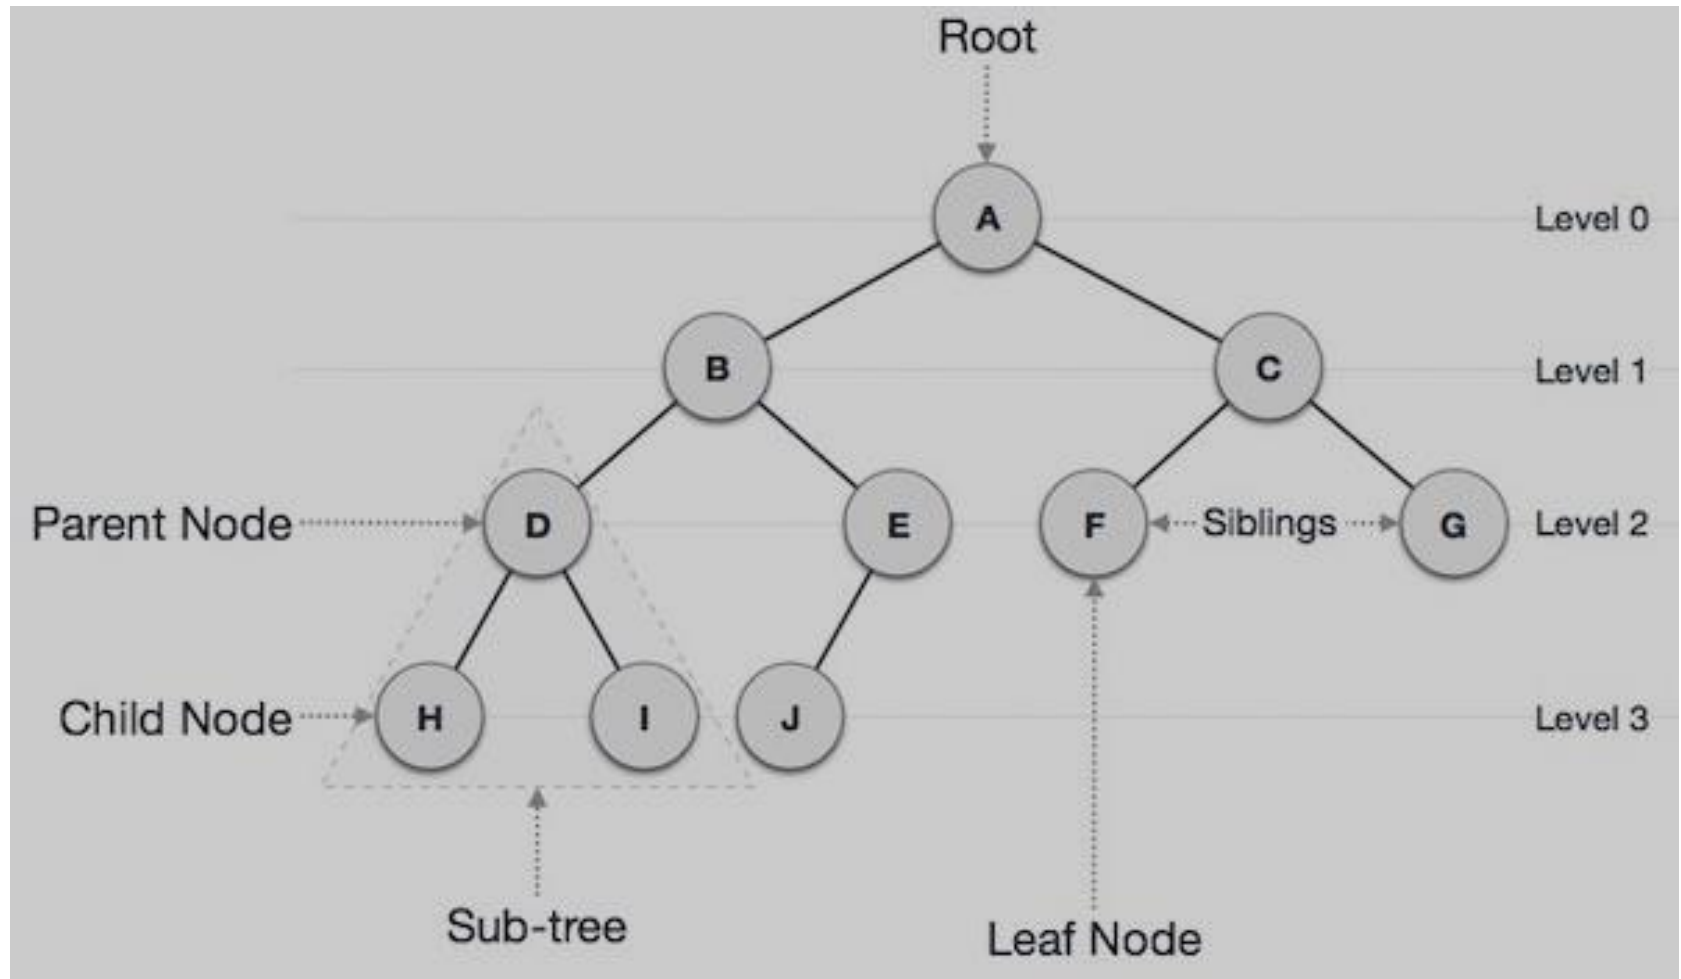 Root
A
Level 0
B
C
Level 1
Parent Node
D
E
F
Siblings
G
Level 2
Child Node
H
I
J
Level 3
Sub-tree
Leaf Node